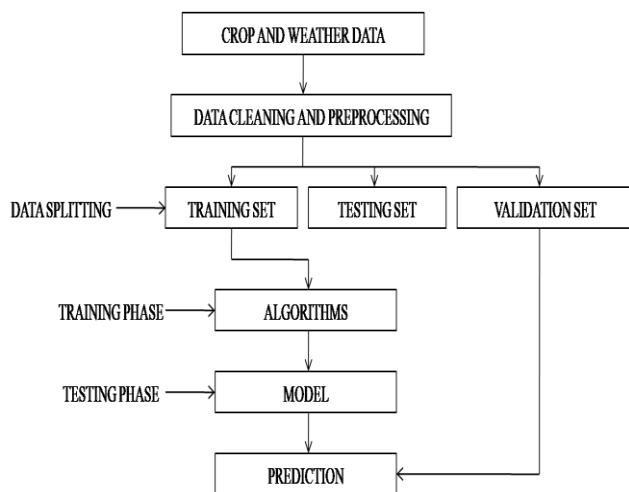 CROP AND WEATHER DATA
DATA CLEANING AND PREPROCESSING
DATA SPLITTING
TRAINING SET
TESTING SET
VALIDATION SET
TRAINING PHASE
ALGORITHMS
TESTING PHASE
MODEL
PREDICTION